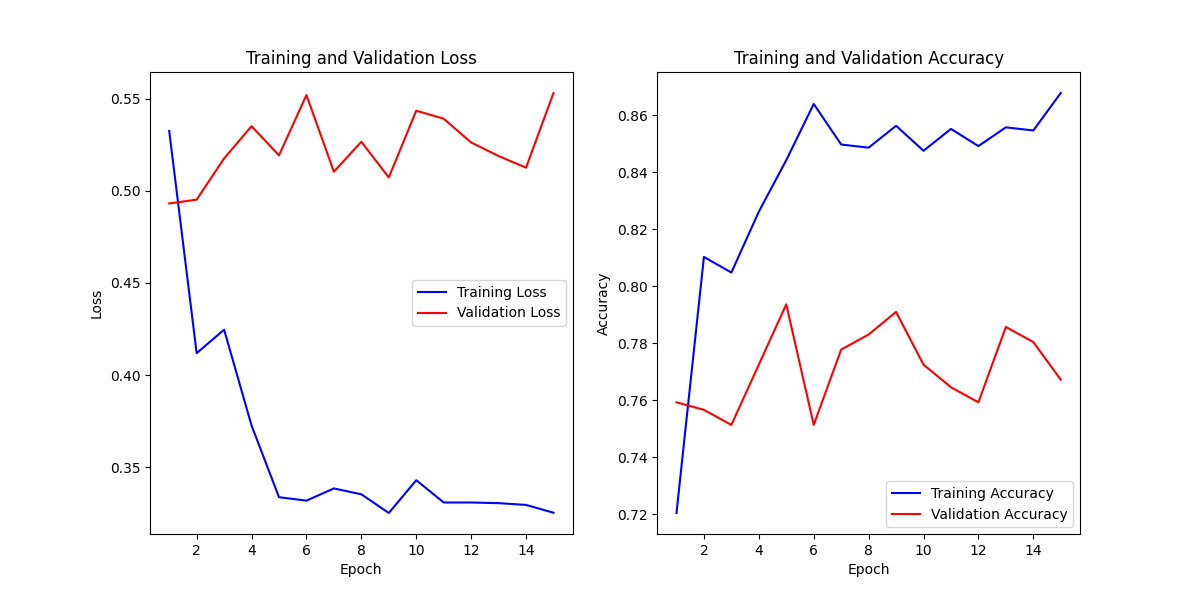 Training and Validation Loss
0.55
0.50
0.45
0.40
0.35
Loss
Training Loss
Validation Loss
2 4 6 8 10 12 14
Epoch
Training and Validation Accuracy
0.86
0.84
0.82
0.80
0.78
0.76
0.74
0.72
Accuracy
Training Accuracy
Validation Accuracy
2 4 6 8 10 12 14
Epoch